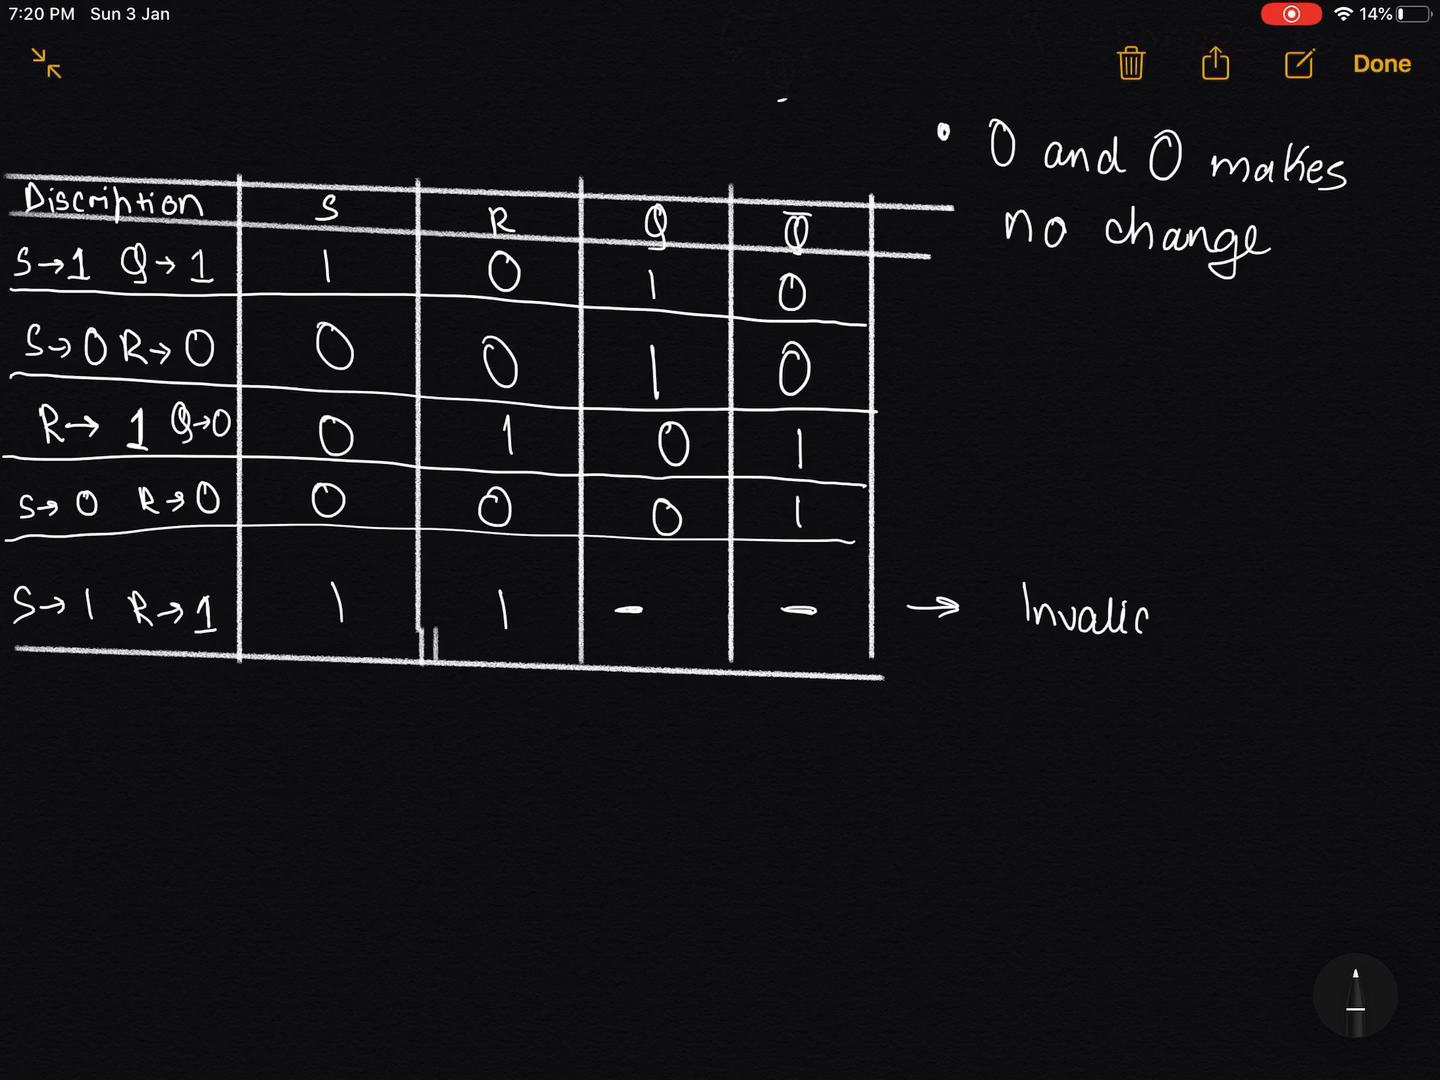 7:20 PM Sun 3 Jan 14%
Done
• 0 and 0 makes
no change
Discription S R Q Q̅
S→1 Q→1 1 0 1 0
S→0 R→0 0 0 1 0
R→1 Q→0 0 1 0 1
S→0 R→0 0 0 0 1
S→1 R→1 1 1 - - → Invalic